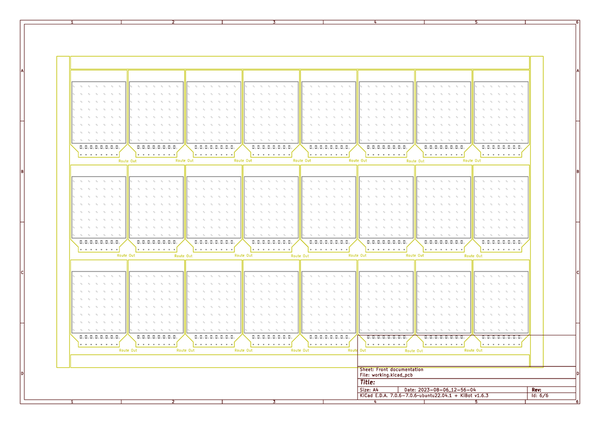 1 2 3 4 5 6
A A
Route Out Route Out Route Out Route Out Route Out Route Out Route Out
B B
Route Out Route Out Route Out Route Out Route Out Route Out Route Out
C C
Route Out Route Out Route Out Route Out Route Out Route Out Route Out
Sheet: Front documentation
File: working.kicad_pcb
D D
Title:
Size: A4 Date: 2023-08-06_12-56-04 Rev:
KiCad E.D.A. 7.0.6-7.0.6~ubuntu22.04.1 + KiBot v1.6.3 Id: 6/6
1 2 3 4 5 6